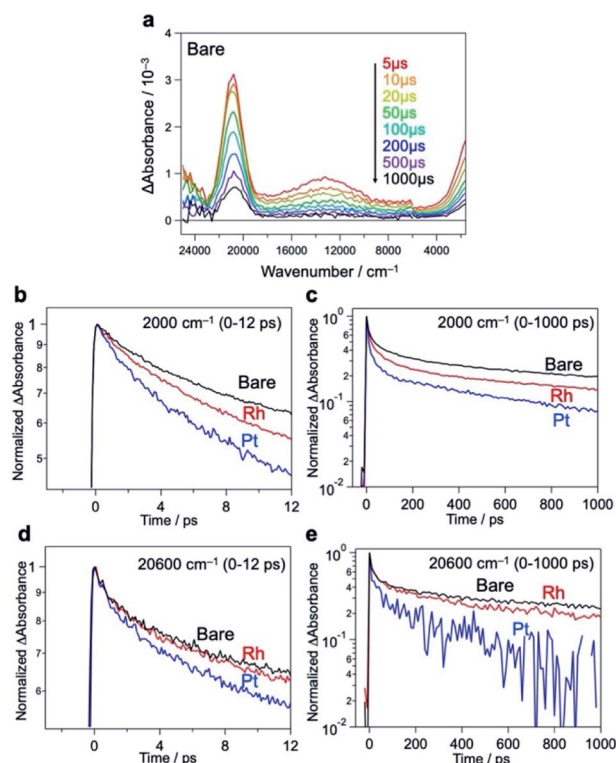 a
Bare
ΔAbsorbance / 10⁻³
4
3
2
1
0
5μs
10μs
20μs
50μs
100μs
200μs
500μs
1000μs
24000 20000 16000 12000 8000 4000
Wavenumber / cm⁻¹
b
2000 cm⁻¹ (0-12 ps)
Normalized ΔAbsorbance
1
9
8
7
6
5
Bare
Rh
Pt
0 4 8 12
Time / ps
c
2000 cm⁻¹ (0-1000 ps)
Normalized ΔAbsorbance
10⁰
8
6
4
2
10⁻¹
8
6
4
2
10⁻²
Bare
Rh
Pt
0 200 400 600 800 1000
Time / ps
d
20600 cm⁻¹ (0-12 ps)
Normalized ΔAbsorbance
1
9
8
7
6
Bare
Rh
Pt
0 4 8 12
Time / ps
e
20600 cm⁻¹ (0-1000 ps)
Normalized ΔAbsorbance
10⁰
8
6
4
2
10⁻¹
8
6
4
2
10⁻²
Bare
Rh
Pt
0 200 400 600 800 1000
Time / ps